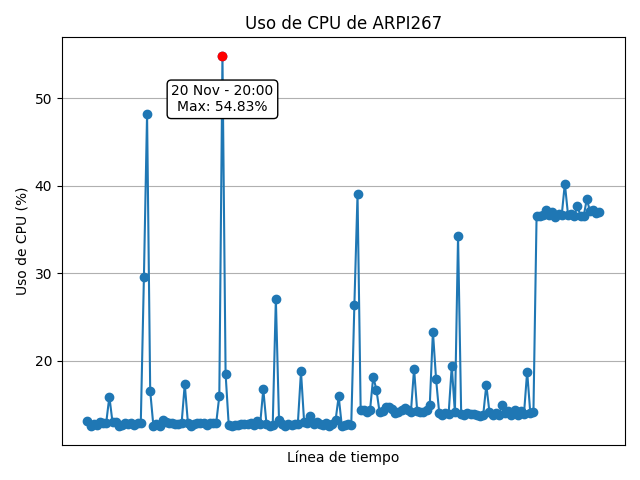 Uso de CPU de ARPI267
20 Nov - 20:00
Max: 54.83%
50
40
30
20
Uso de CPU (%)
Línea de tiempo